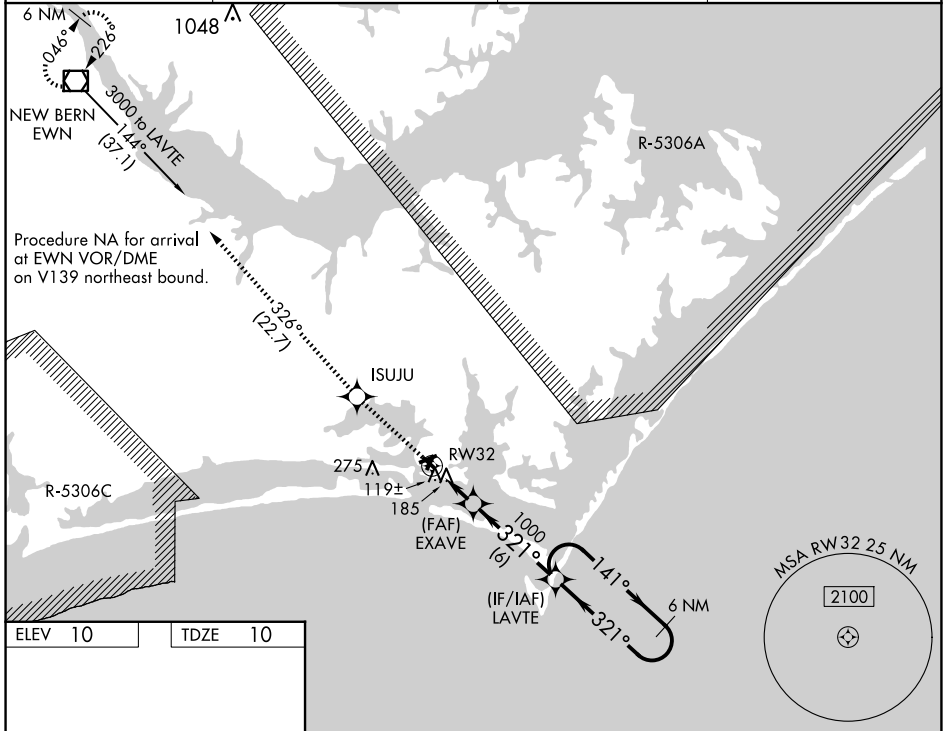 6 NM
046°
226°
1048
NEW BERN
EWN
3000 to LAVTE
144°
(37.1)
R-5306A
Procedure NA for arrival
at EWN VOR/DME
on V139 northeast bound.
326°
(22.7)
ISUJU
RW32
275
119±
185
R-5306C
(FAF)
EXAVE
1000
321°
(6)
(IF/IAF)
LAVTE
141°
6 NM
321°
MSA RW32 25 NM
2100
ELEV 10
TDZE 10